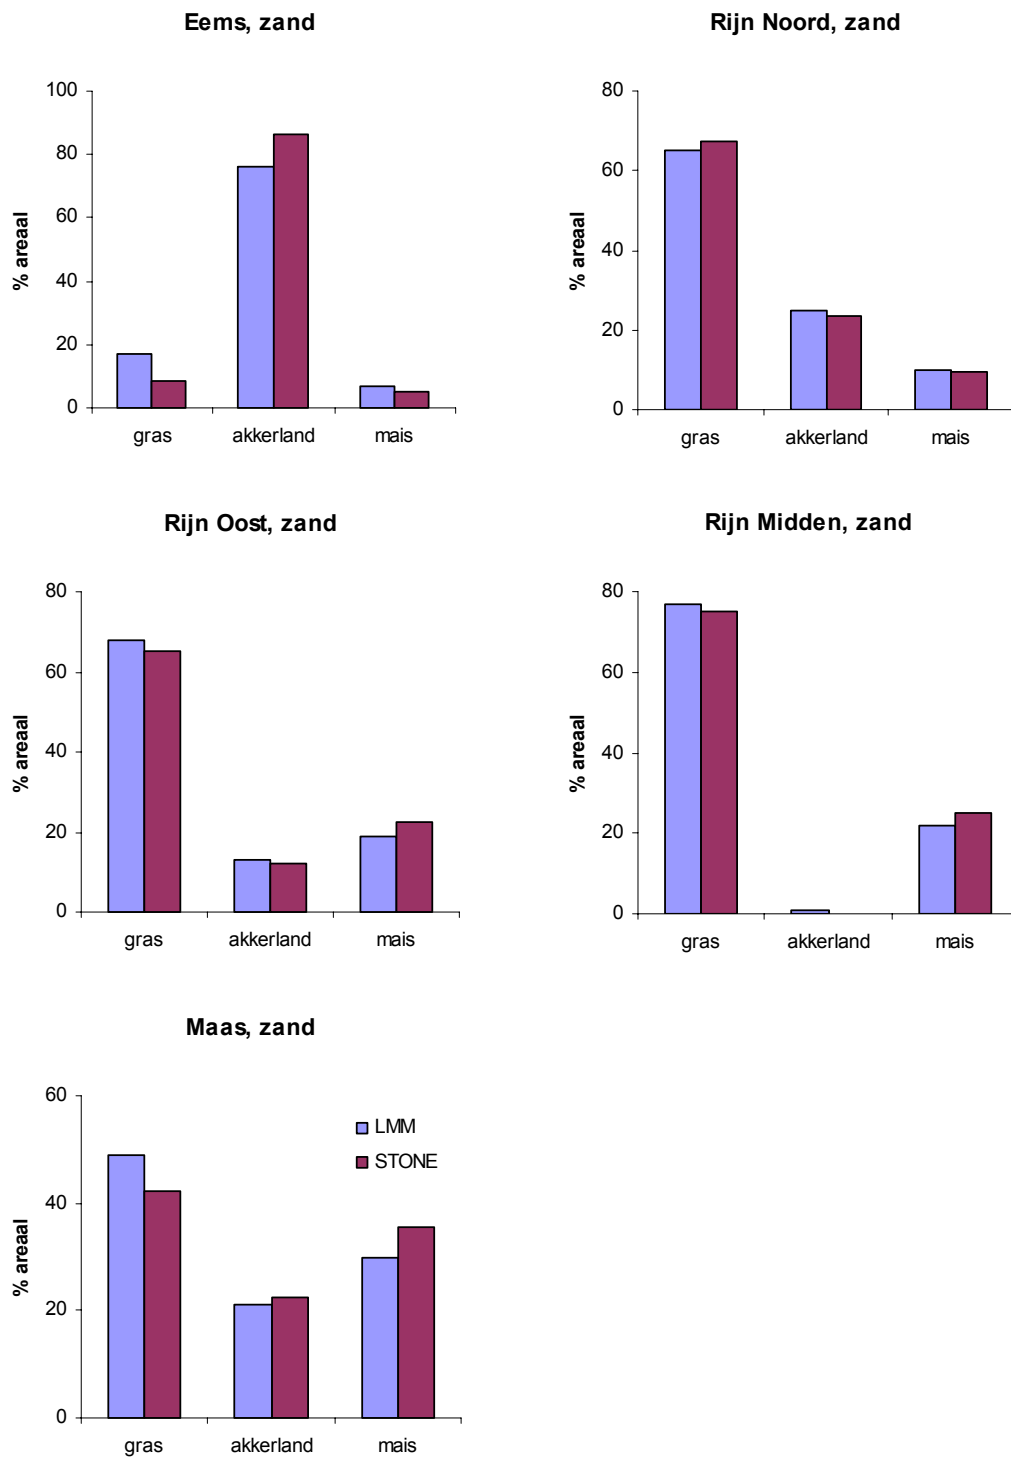 Eems, zand
100
80
60
40
20
0
% areaal
gras akkerland mais
Rijn Noord, zand
80
60
40
20
0
% areaal
gras akkerland mais
Rijn Oost, zand
80
60
40
20
0
% areaal
gras akkerland mais
Rijn Midden, zand
80
60
40
20
0
% areaal
gras akkerland mais
Maas, zand
60
40
20
0
% areaal
LMM
STONE
gras akkerland mais